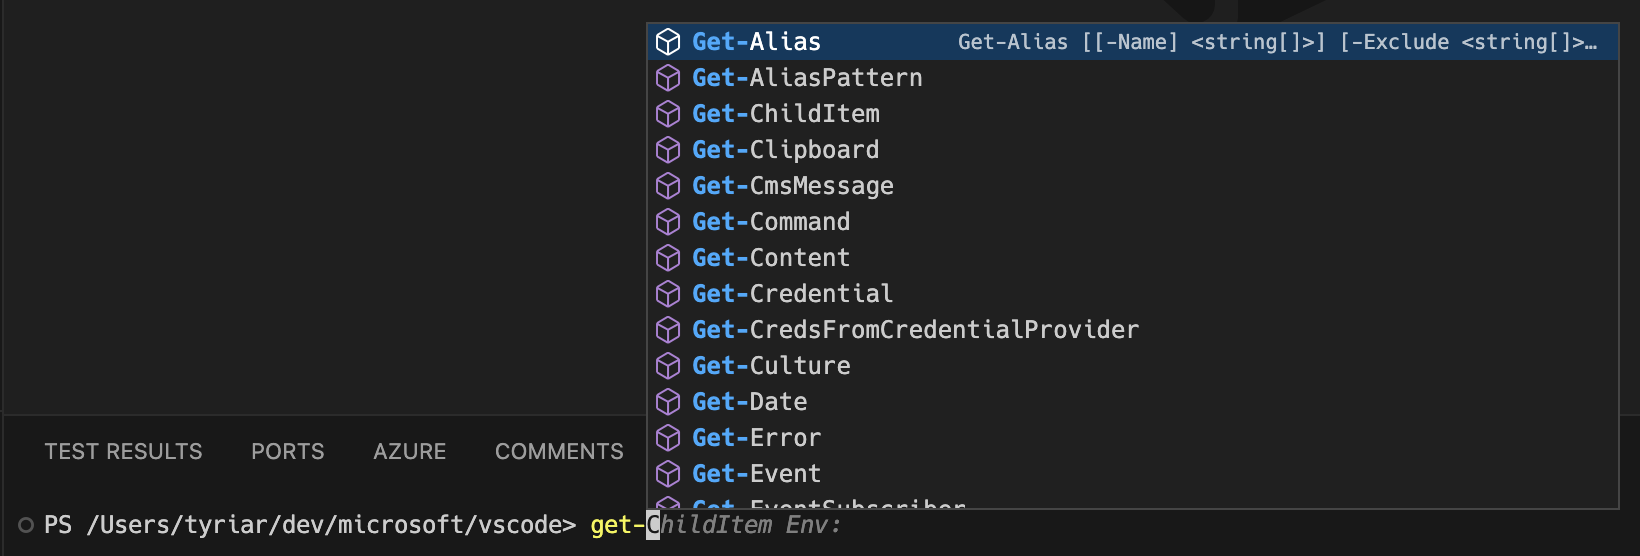 Get-Alias Get-Alias [[-Name] <string[]>] [-Exclude <string[]>…
Get-AliasPattern
Get-ChildItem
Get-Clipboard
Get-CmsMessage
Get-Command
Get-Content
Get-Credential
Get-CredsFromCredentialProvider
Get-Culture
Get-Date
Get-Error
Get-Event
Get-EventSubscriber
TEST RESULTS PORTS AZURE COMMENTS
PS /Users/tyriar/dev/microsoft/vscode> get-ChildItem Env: